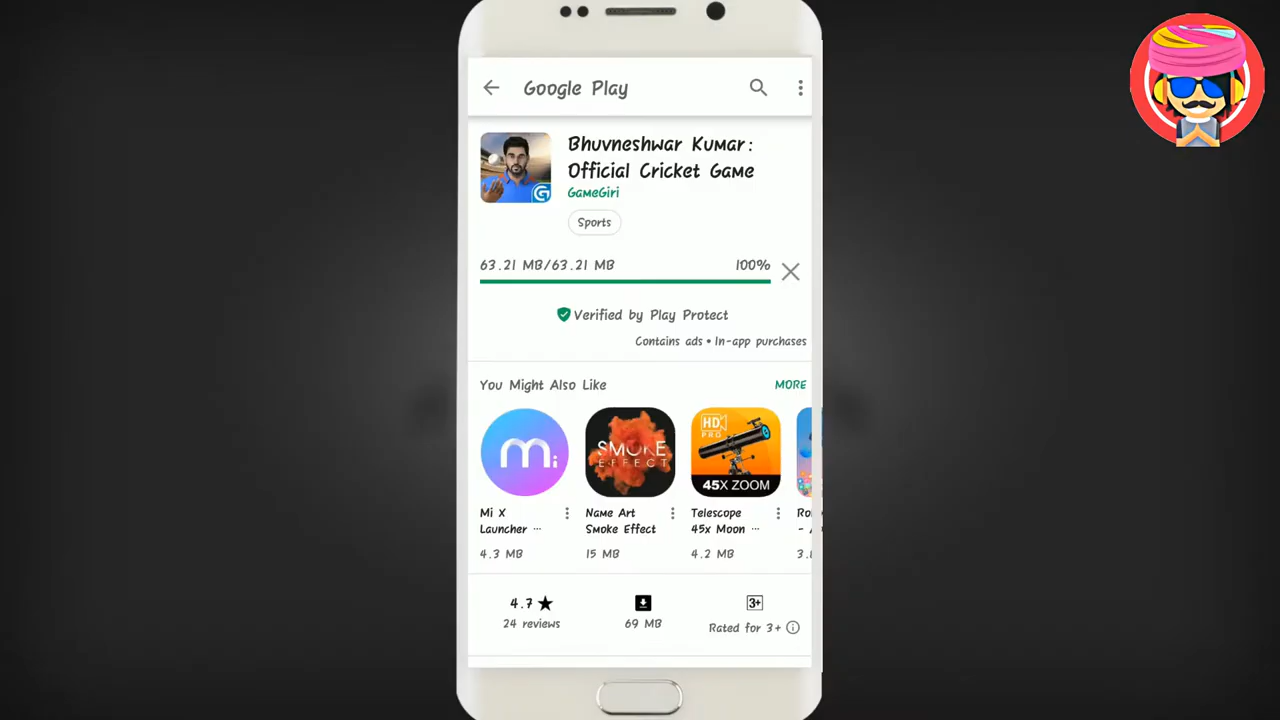 Google Play
Bhuvneshwar Kumar:
Official Cricket Game
GameGiri
Sports
63.21 MB/63.21 MB 100%
Verified by Play Protect
Contains ads • In-app purchases
You Might Also Like MORE
mi
SMOKE
EFFECT
HD
PRO
45X ZOOM
Mi X
Launcher ...
4.3 MB
Name Art
Smoke Effect
15 MB
Telescope
45x Moon ...
4.2 MB
4.7 ★
24 reviews
69 MB
3+
Rated for 3+